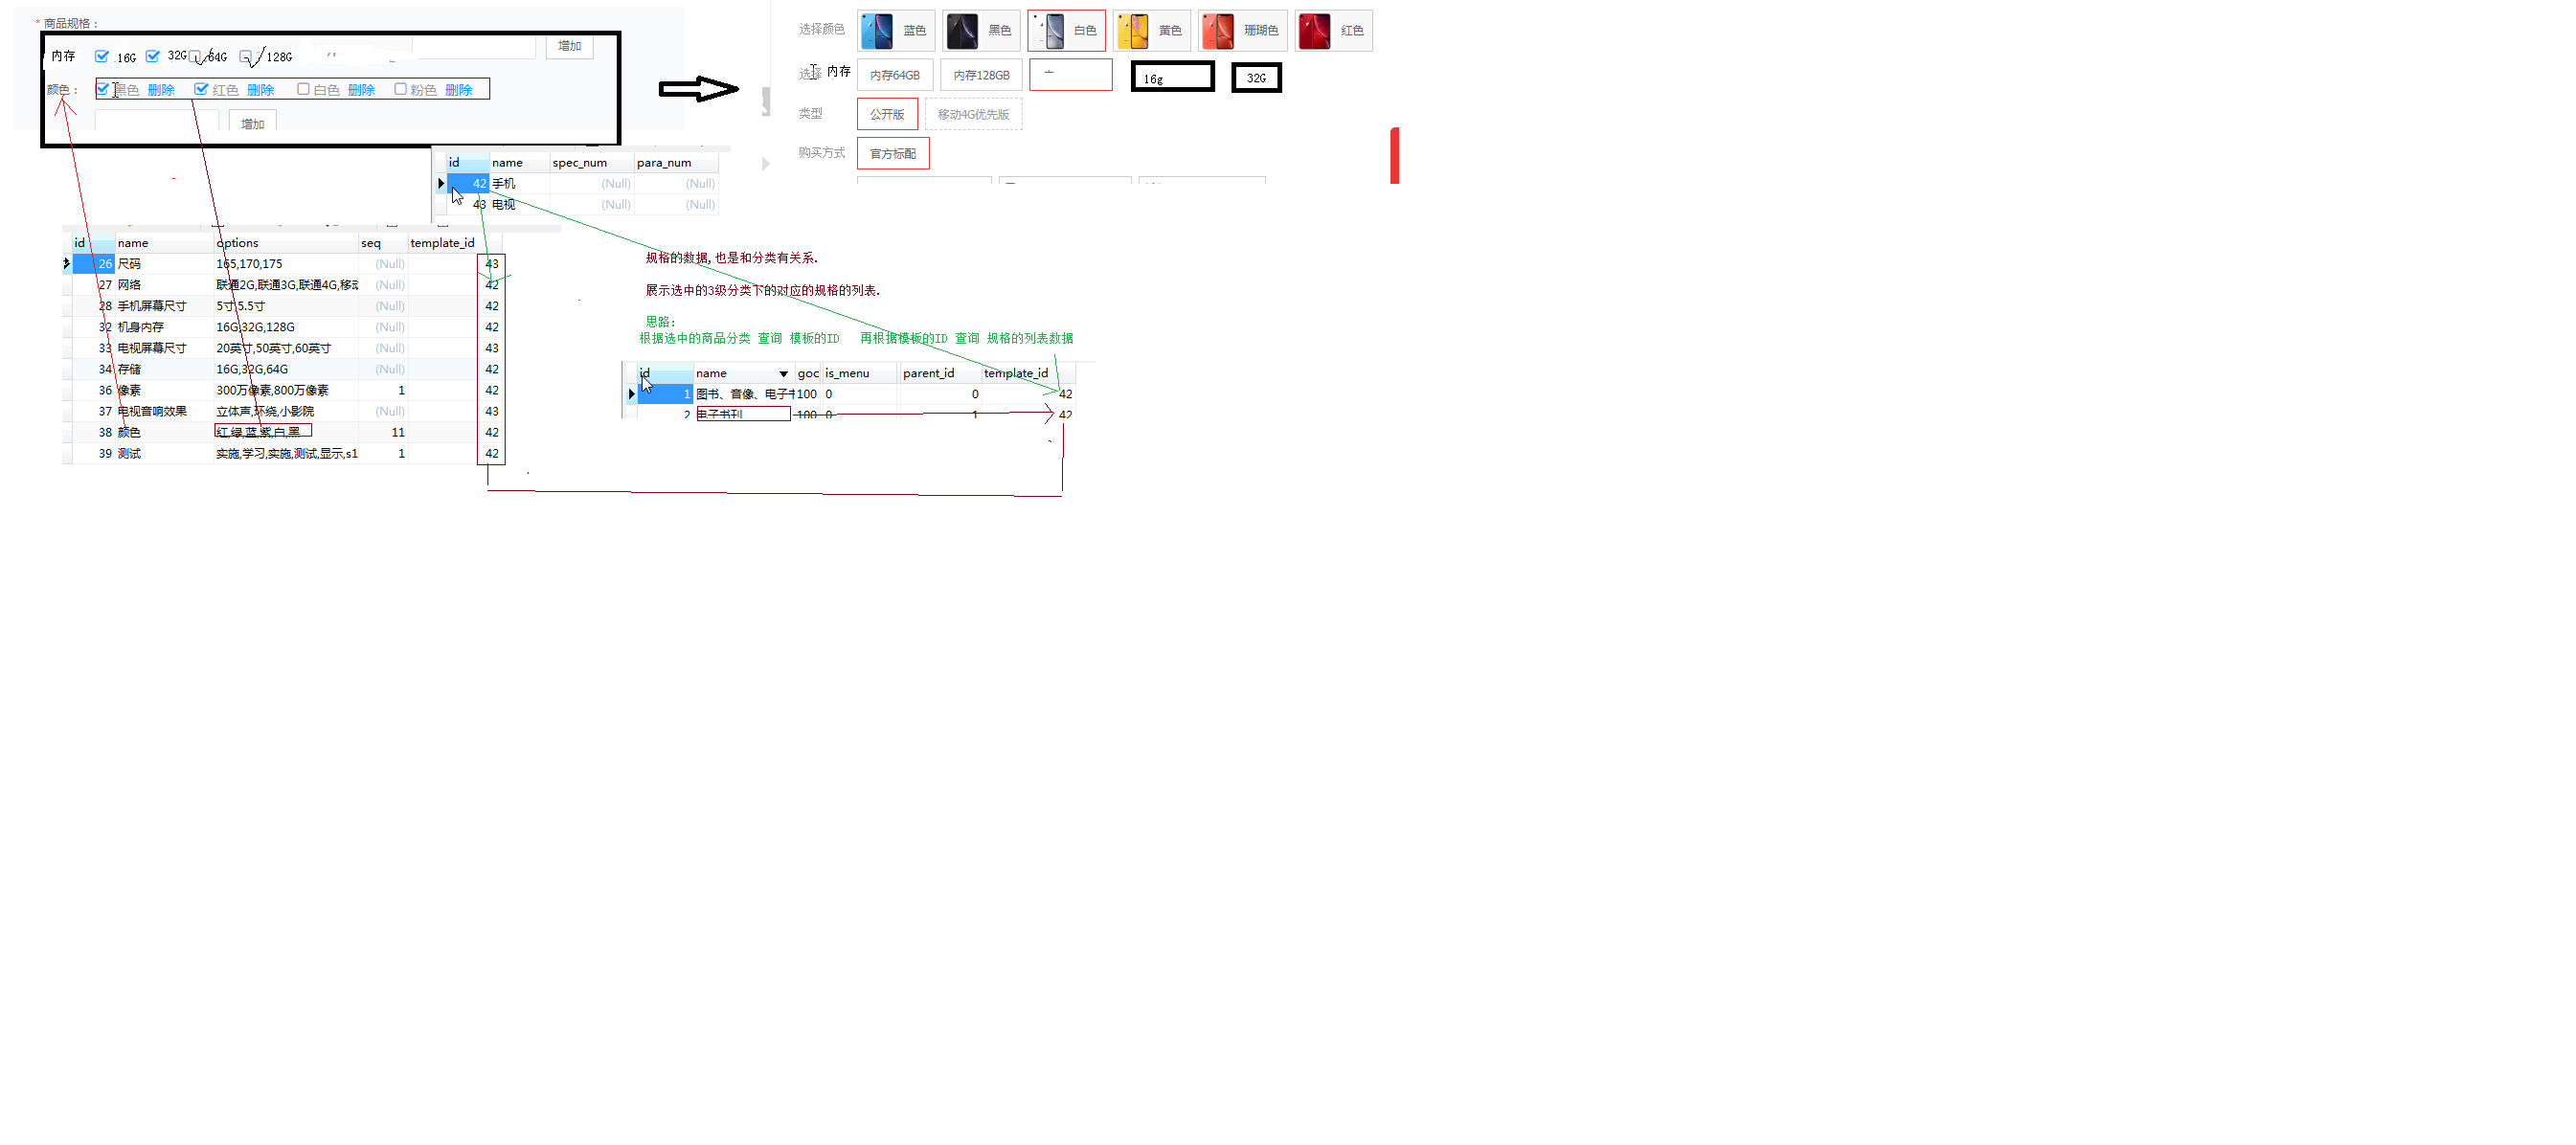 * 商品规格：
内存 16G 32G 64G 128G 增加
颜色： 黑色 删除 红色 删除 白色 删除 粉色 删除
增加
选择颜色 蓝色 黑色 白色 黄色 珊瑚色 红色
选择 内存 内存64GB 内存128GB 16g 32G
类型 公开版 移动4G优先版
购买方式 官方标配
id name spec_num para_num
42 手机 (Null) (Null)
43 电视 (Null) (Null)
id name options seq template_id
26 尺码 165,170,175 (Null) 43
27 网络 联通2G,联通3G,联通4G,移动 (Null) 42
28 手机屏幕尺寸 5寸,5.5寸 (Null) 42
32 机身内存 16G,32G,128G (Null) 42
33 电视屏幕尺寸 20英寸,50英寸,60英寸 (Null) 43
34 存储 16G,32G,64G (Null) 42
36 像素 300万像素,800万像素 1 42
37 电视音响效果 立体声,环绕,小影院 (Null) 43
38 颜色 红,绿,蓝,紫,白,黑 11 42
39 测试 实施,学习,实施,测试,显示,s1 1 42
规格的数据,也是和分类有关系.
展示选中的3级分类下的对应的规格的列表.
思路:
根据选中的商品分类 查询 模板的ID 再根据模板的ID 查询 规格的列表数据
id name goc is_menu parent_id template_id
1 图书、音像、电子书 100 0 0 42
2 电子书刊 100 0 1 42